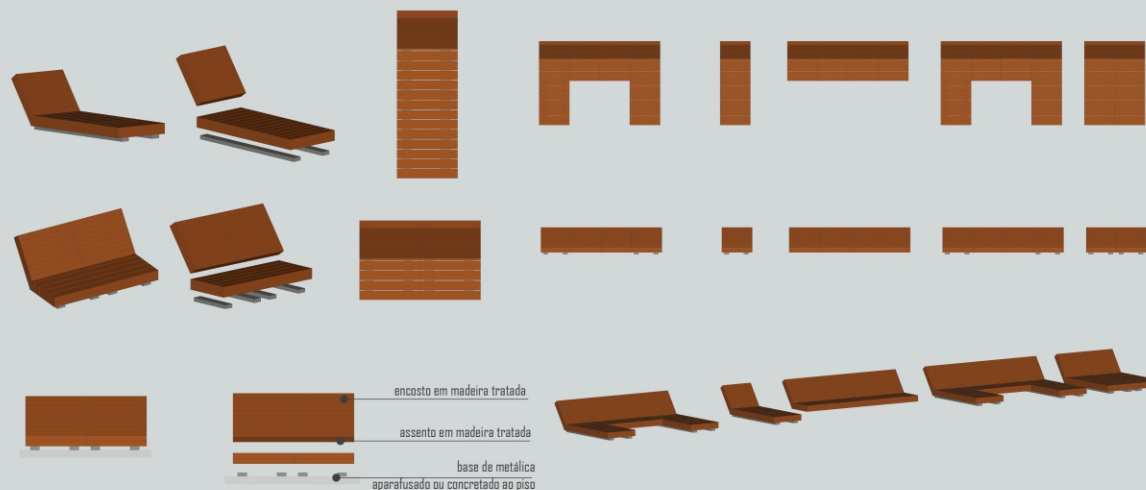 encosto em madeira tratada
assento em madeira tratada
base de metálica
aparafusado ou concretado ao piso